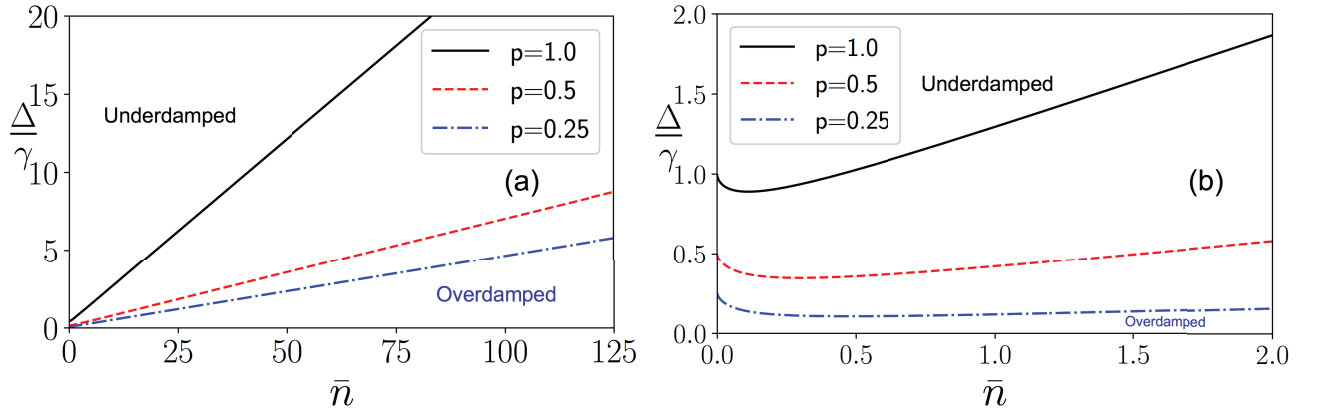 20
15
10
5
0
Δ
γ
Underdamped
p=1.0
p=0.5
p=0.25
(a)
Overdamped
0 25 50 75 100 125
n̄
2.0
1.5
1.0
0.5
0.0
Δ
γ
p=1.0
p=0.5
p=0.25
Underdamped
(b)
Overdamped
0.0 0.5 1.0 1.5 2.0
n̄